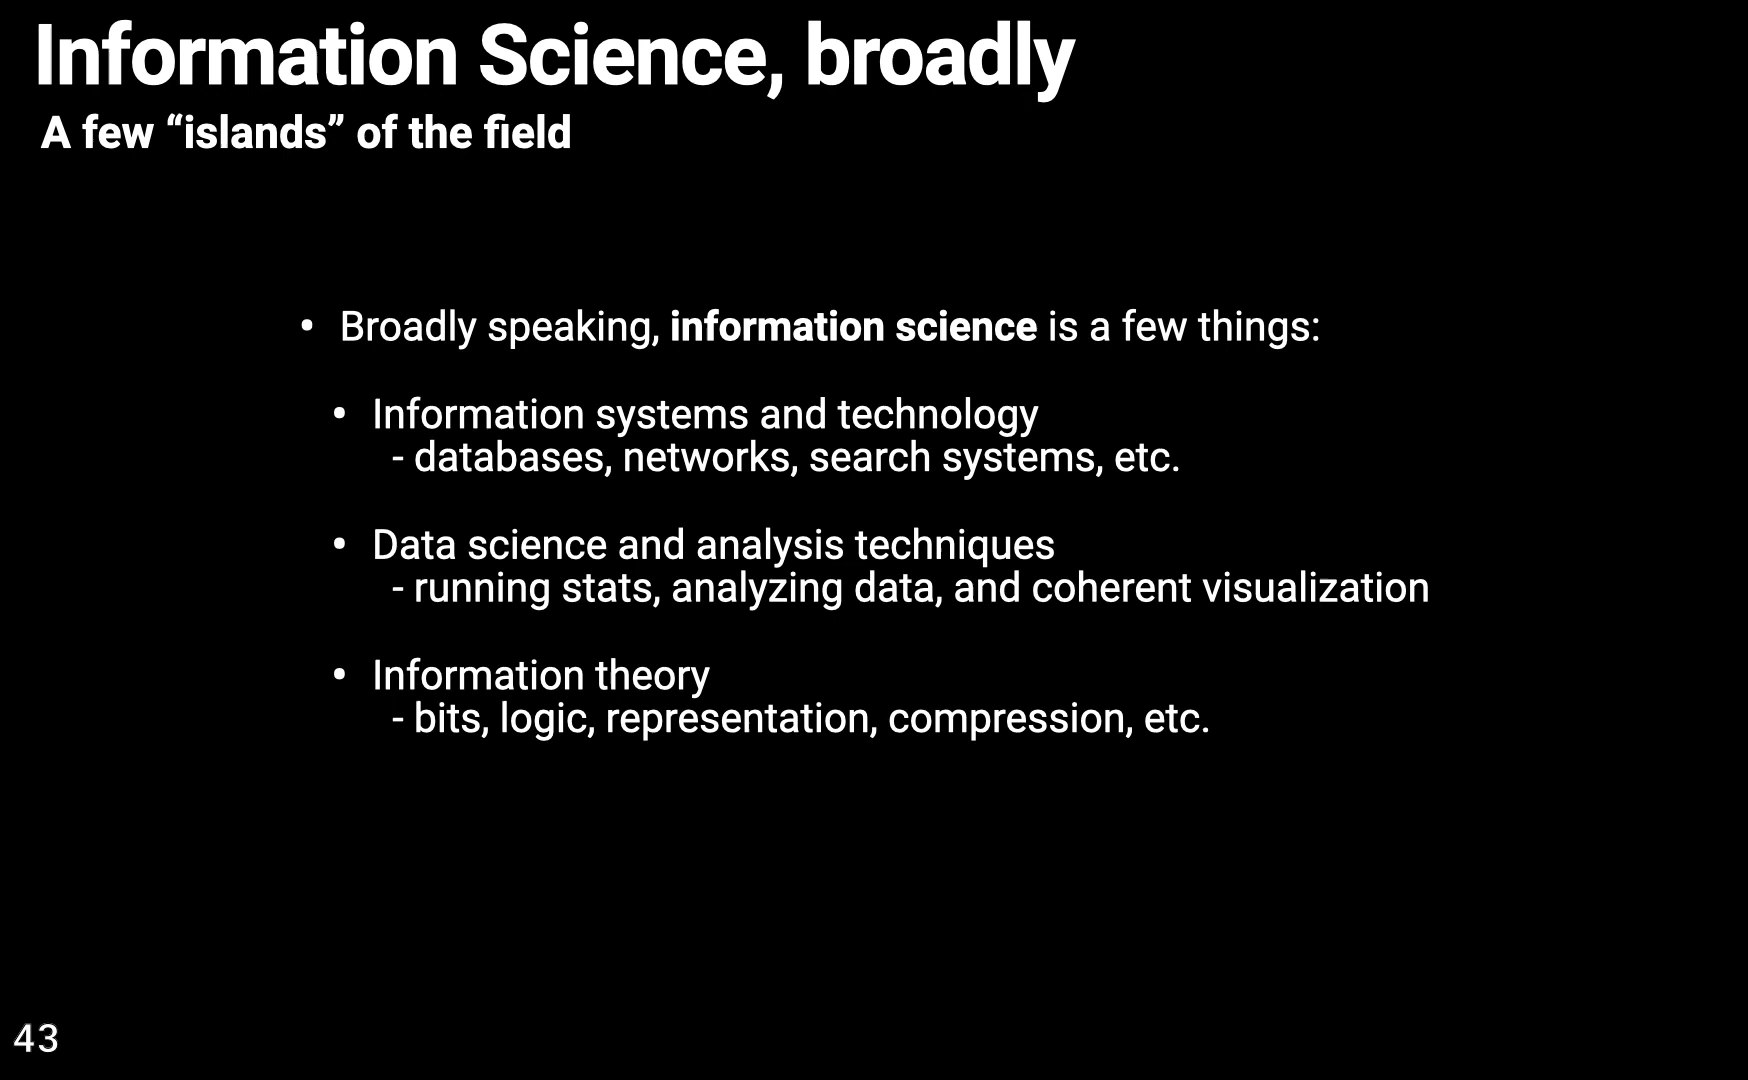 Information Science, broadly
A few “islands” of the field
• Broadly speaking, information science is a few things:
• Information systems and technology
- databases, networks, search systems, etc.
• Data science and analysis techniques
- running stats, analyzing data, and coherent visualization
• Information theory
- bits, logic, representation, compression, etc.
43